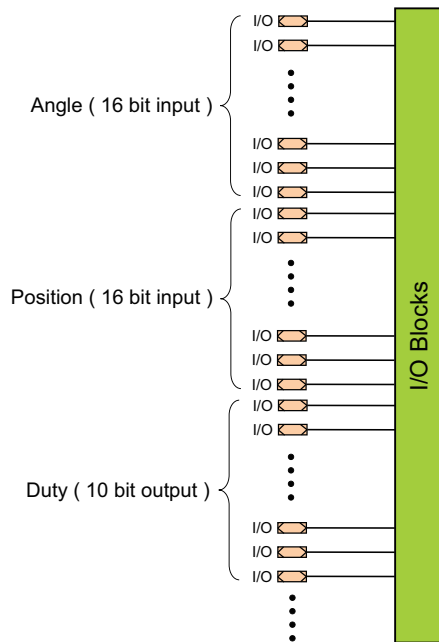 I/O
I/O
Angle ( 16 bit input )
I/O
I/O
I/O
I/O
I/O
Position ( 16 bit input )
I/O
I/O
I/O
I/O
I/O
Duty ( 10 bit output )
I/O
I/O
I/O
I/O Blocks